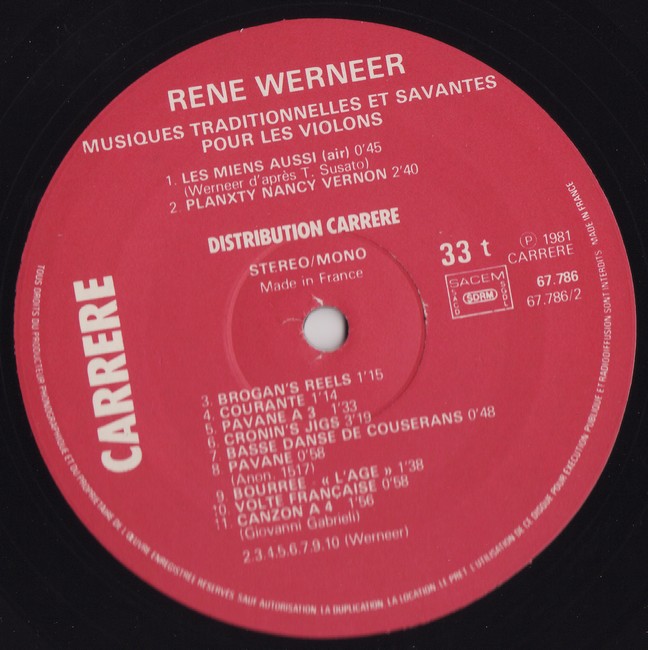 RENE WERNEER
MUSIQUES TRADITIONNELLES ET SAVANTES
POUR LES VIOLONS
1. LES MIENS AUSSI (air) 0'45
(Werneer d'après T. Susato)
2. PLANXTY NANCY VERNON 2'40
DISTRIBUTION CARRERE
STEREO/MONO
Made in France
33 t
Ⓟ 1981
CARRERE
SACEM
SACD
SDRM
SGDL
67.786
67.786/2
CARRERE
3. BROGAN'S REELS 1'15
4. COURANTE 1'14
5. PAVANE A 3 1'33
6. CRONIN'S JIGS 3'19
7. BASSE DANSE DE COUSERANS 0'48
8. PAVANE 0'58
(Anon. 1517)
9. BOURREE « L'AGE » 1'38
10. VOLTE FRANÇAISE 0'58
11. CANZON A 4 1'56
(Giovanni Gabrieli)
2.3.4.5.6.7.9.10 (Werneer)
TOUS DROITS DU PRODUCTEUR PHONOGRAPHIQUE ET DU PROPRIETAIRE DE L'ŒUVRE ENREGISTREE RESERVES SAUF AUTORISATION LA DUPLICATION LA LOCATION, LE PRET L'UTILISATION DE CE DISQUE POUR EXECUTION PUBLIQUE ET RADIODIFFUSION SONT INTERDITS MADE IN FRANCE